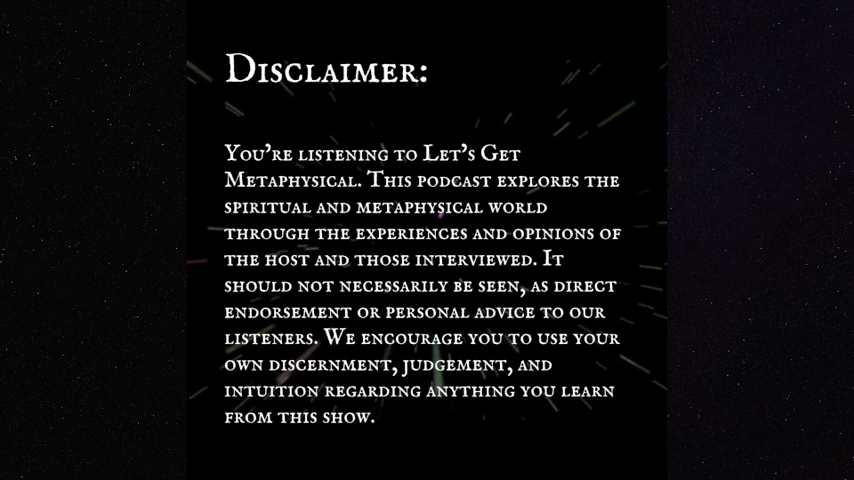 Disclaimer:
You're listening to Let's Get
Metaphysical. This podcast explores the
spiritual and metaphysical world
through the experiences and opinions of
the host and those interviewed. It
should not necessarily be seen, as direct
endorsement or personal advice to our
listeners. We encourage you to use your
own discernment, judgement, and
intuition regarding anything you learn
from this show.